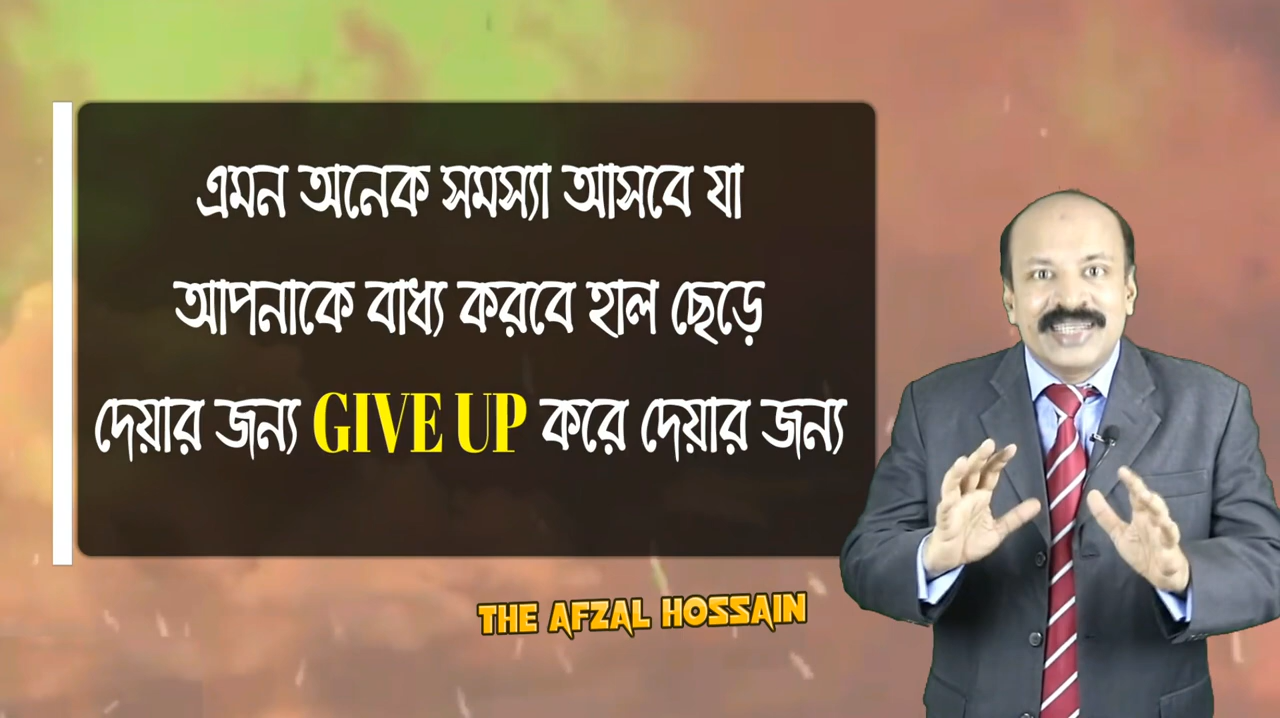 এমন অনেক সমস্যা আসবে যা
আপনাকে বাধ্য করবে হাল ছেড়ে
দেয়ার জন্য GIVE UP করে দেয়ার জন্য
THE AFZAL HOSSAIN